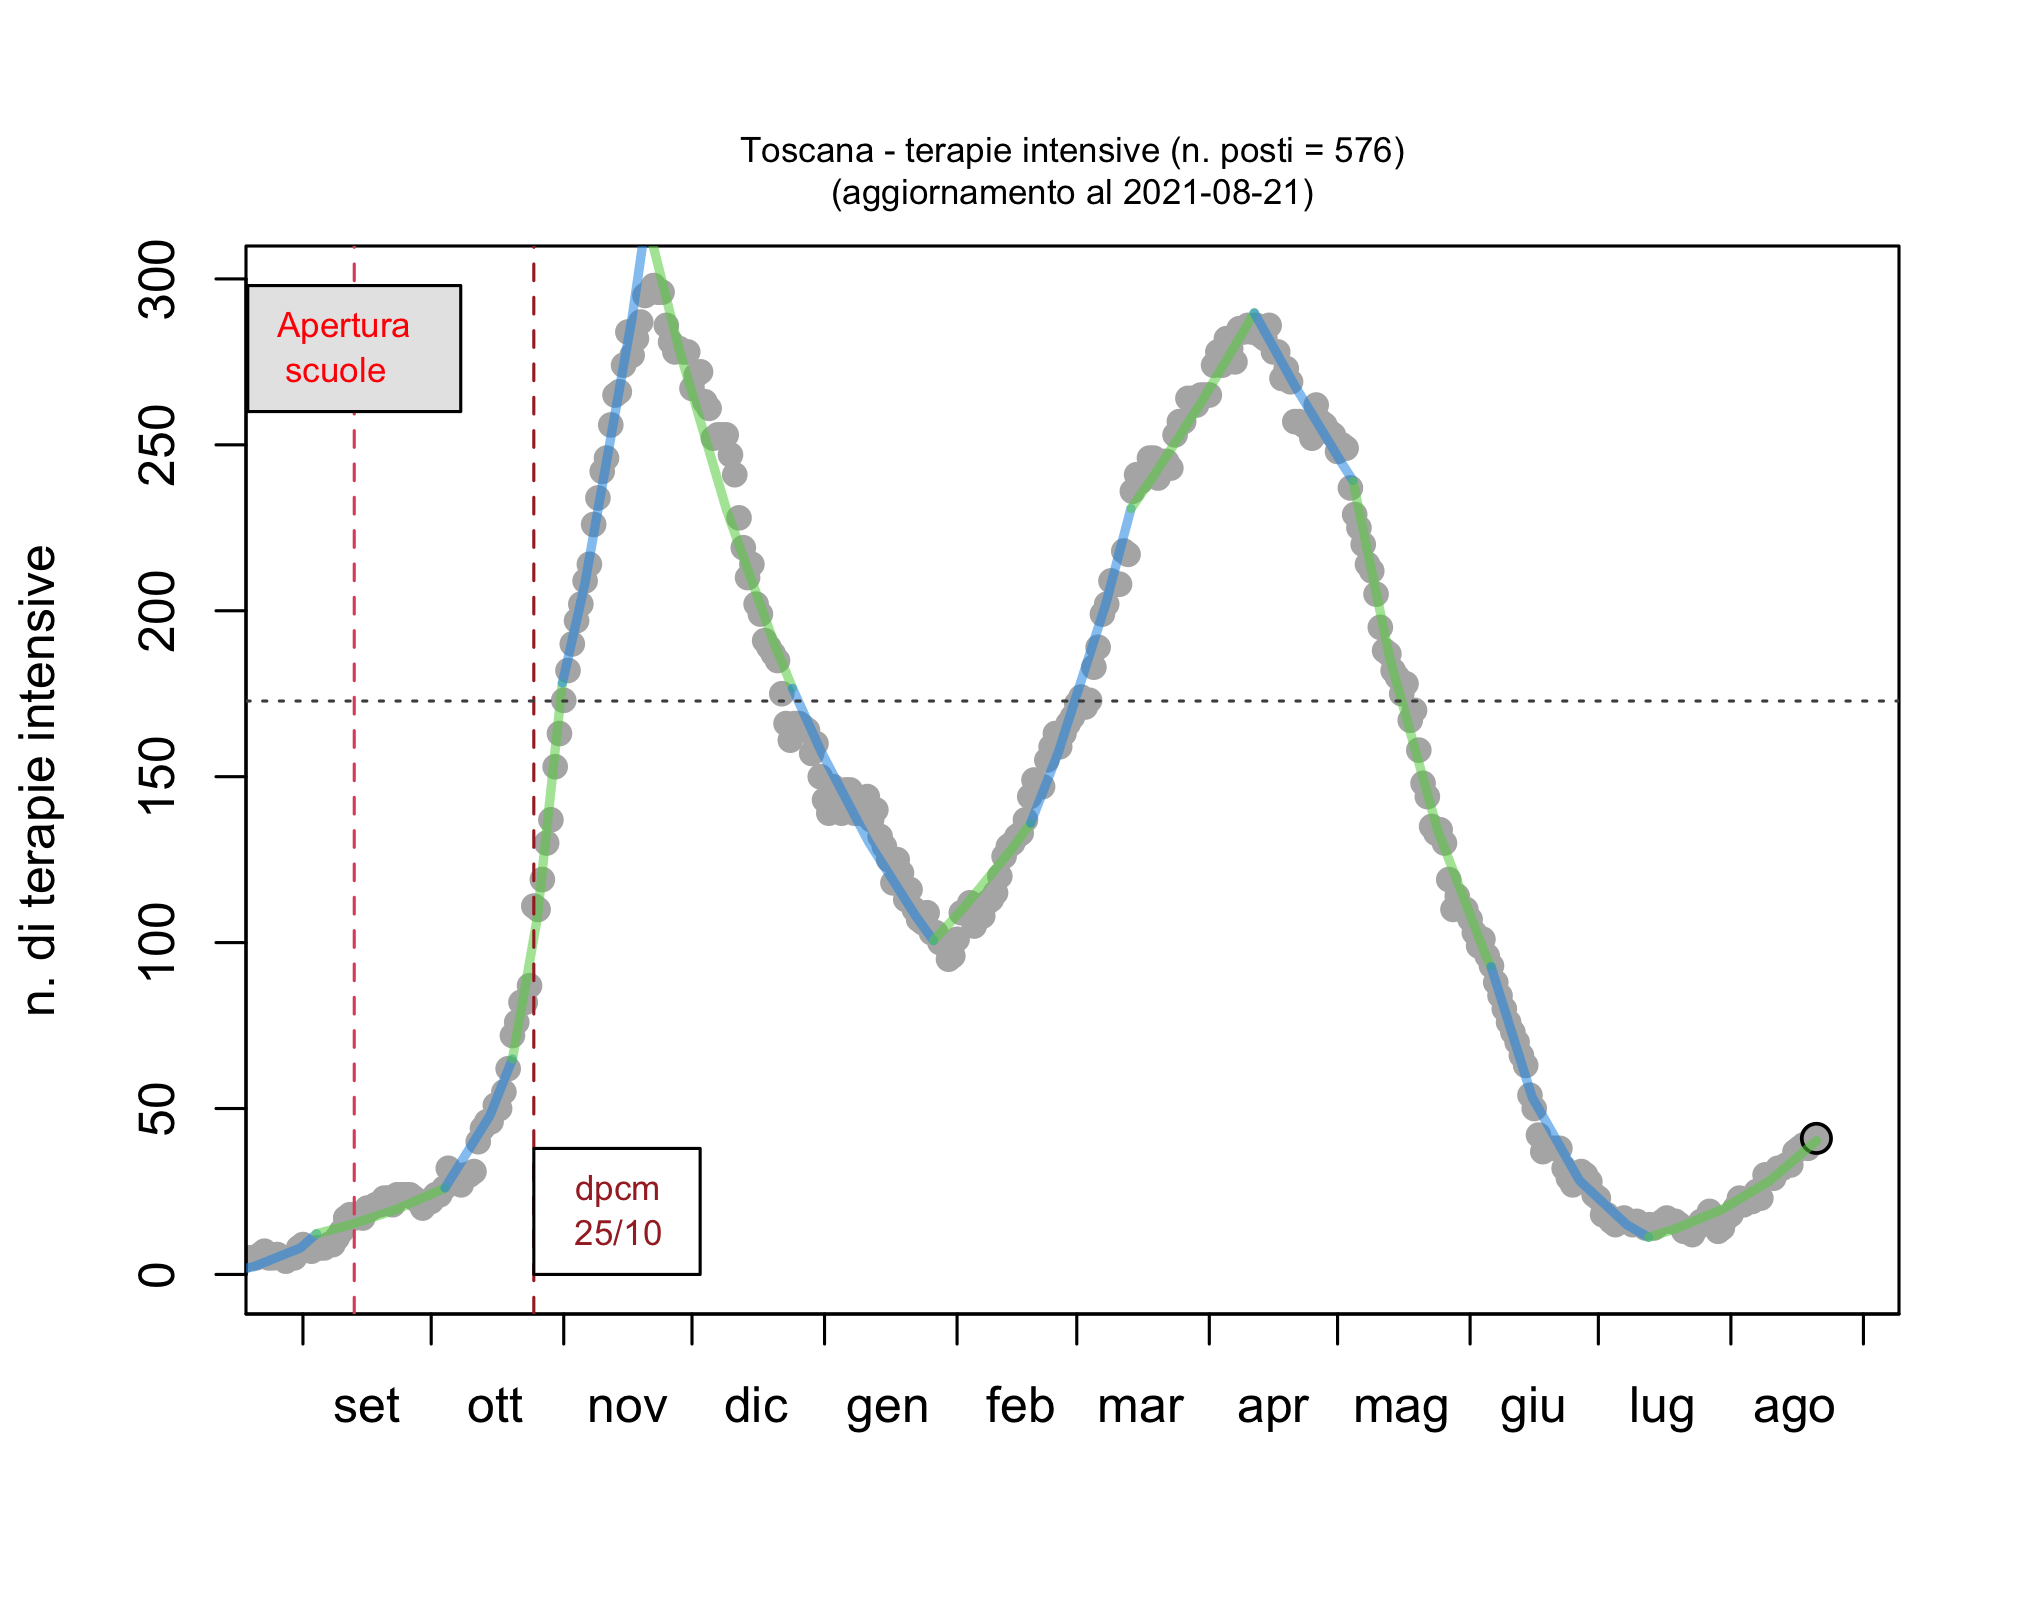 Toscana - terapie intensive (n. posti = 576)
(aggiornamento al 2021-08-21)
n. di terapie intensive
300
250
200
150
100
50
0
Apertura
scuole
dpcm
25/10
set ott nov dic gen feb mar apr mag giu lug ago